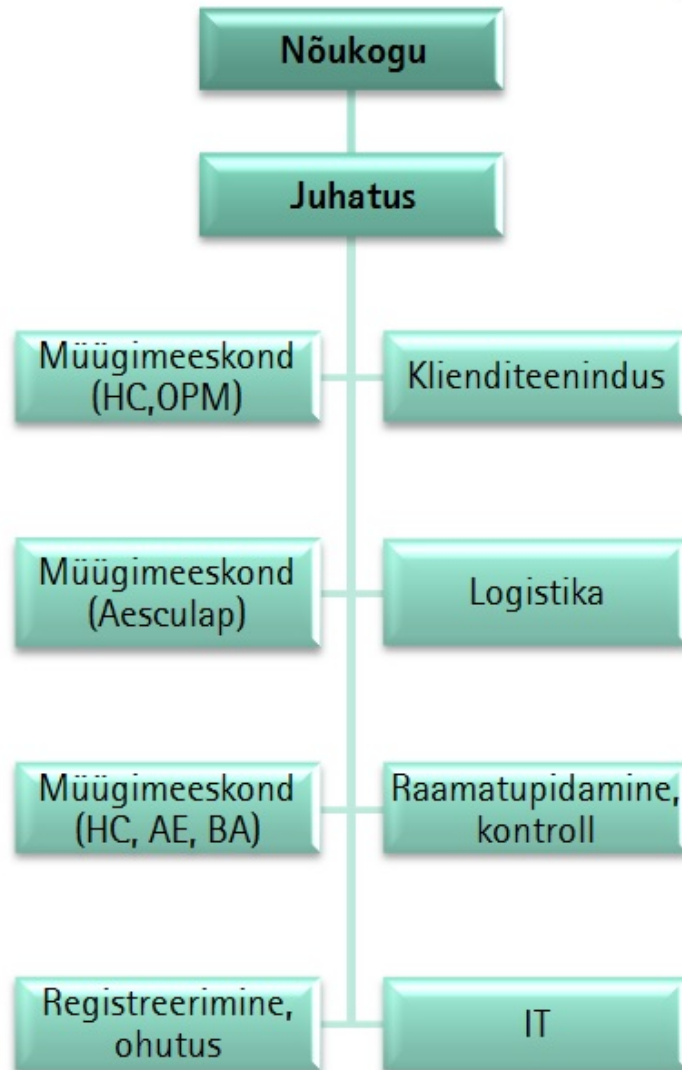 Nõukogu
Juhatus
Müügimeeskond
(HC,OPM)
Klienditeenindus
Müügimeeskond
(Aesculap)
Logistika
Müügimeeskond
(HC, AE, BA)
Raamatupidamine,
kontroll
Registreerimine,
ohutus
IT